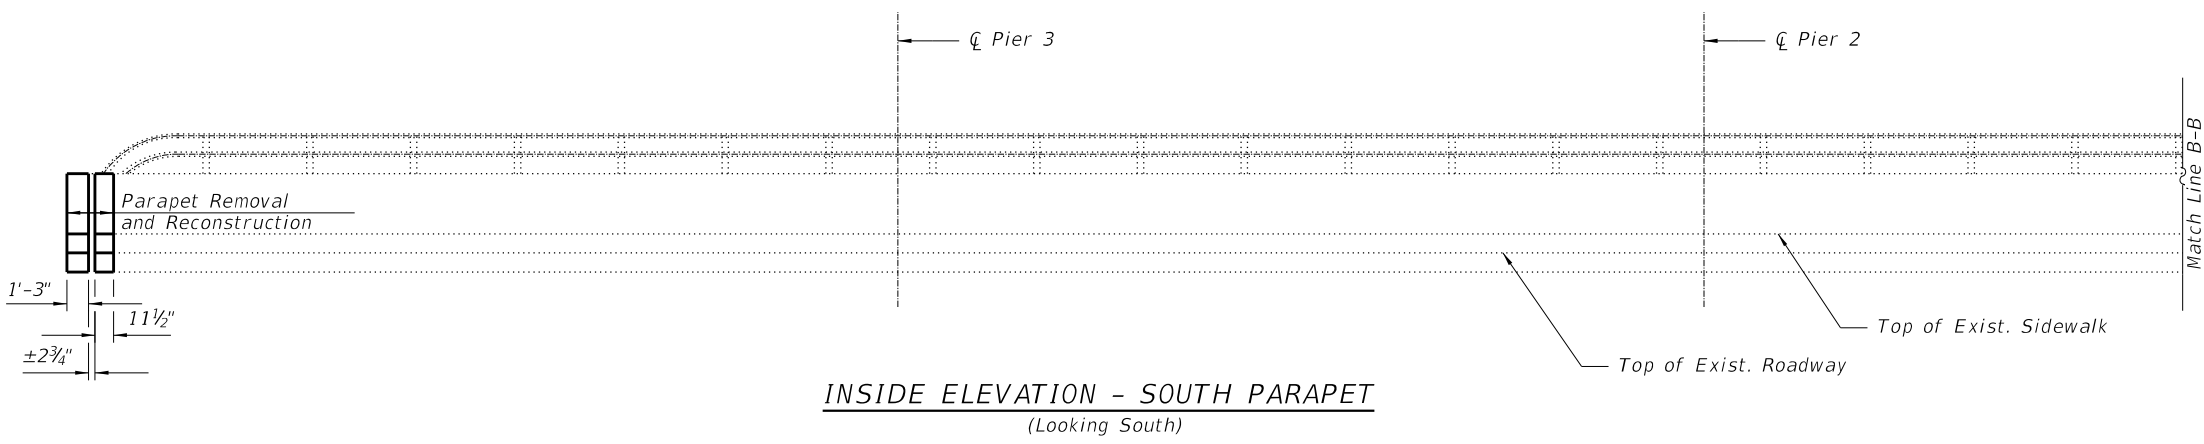 ℄ Pier 3
℄ Pier 2
Match Line B-B
Parapet Removal
and Reconstruction
1'-3"
11½"
±2¾"
Top of Exist. Sidewalk
Top of Exist. Roadway
INSIDE ELEVATION - SOUTH PARAPET
(Looking South)